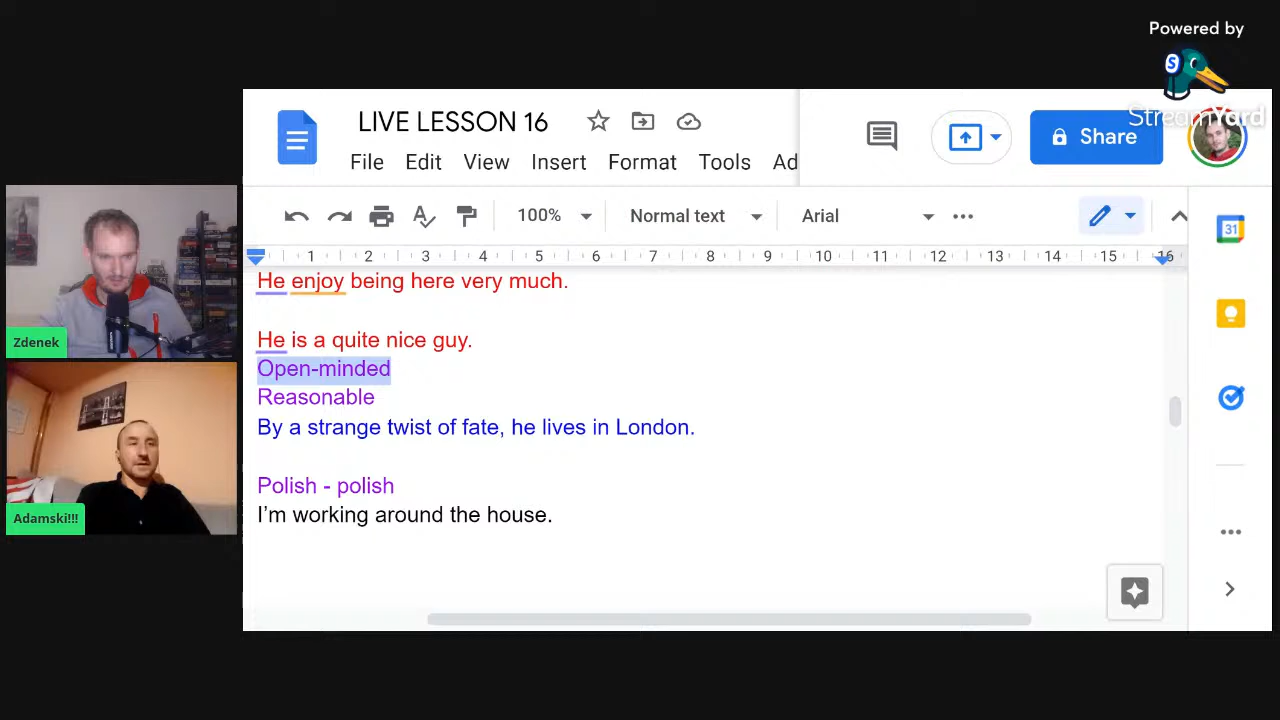 Powered by
StreamYard
LIVE LESSON 16
Share
File Edit View Insert Format Tools Ad
100% Normal text Arial
1 2 3 4 5 6 7 8 9 10 11 12 13 14 15 16
31
He enjoy being here very much.
He is a quite nice guy.
Open-minded
Reasonable
By a strange twist of fate, he lives in London.
Polish - polish
I'm working around the house.
Zdenek
Adamski!!!